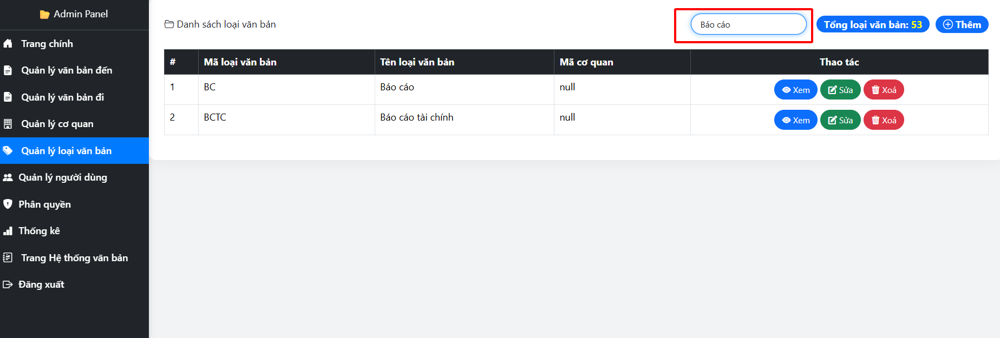 Admin Panel
Trang chính
Quản lý văn bản đến
Quản lý văn bản đi
Quản lý cơ quan
Quản lý loại văn bản
Quản lý người dùng
Phân quyền
Thống kê
Trang Hệ thống văn bản
Đăng xuất
Danh sách loại văn bản
Báo cáo
Tổng loại văn bản: 53
Thêm
# Mã loại văn bản Tên loại văn bản Mã cơ quan Thao tác
1 BC Báo cáo null Xem Sửa Xoá
2 BCTC Báo cáo tài chính null Xem Sửa Xoá